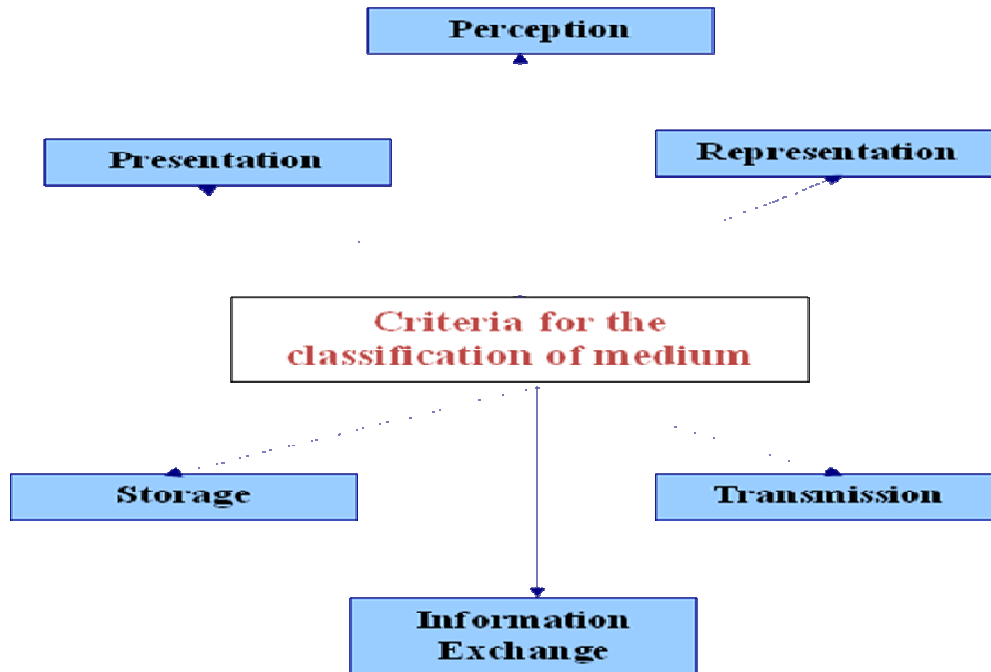 Perception
Presentation
Representation
Criteria for the
classification of medium
Storage
Transmission
Information
Exchange